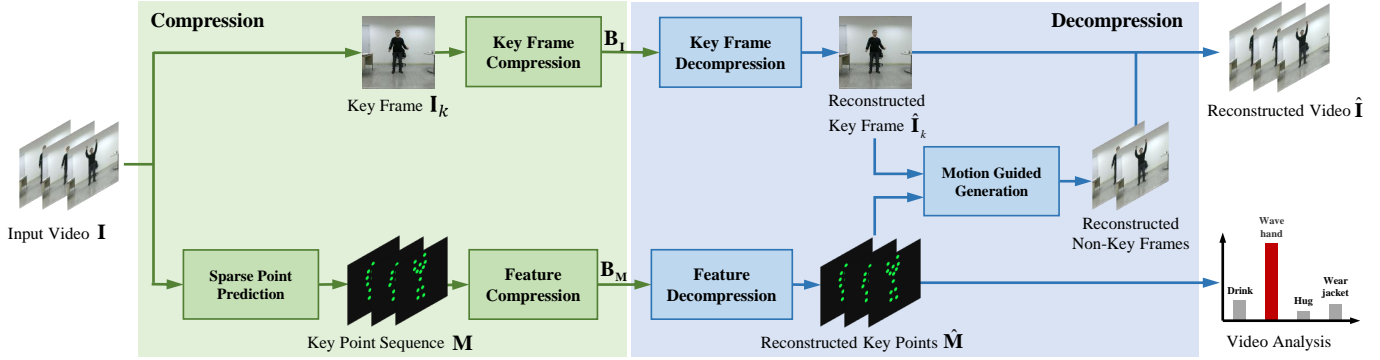 Compression
Decompression
Key Frame
Compression
B_I
Key Frame
Decompression
Key Frame I_k
Reconstructed
Key Frame Î_k
Reconstructed Video Î
Input Video I
Motion Guided
Generation
Reconstructed
Non-Key Frames
Sparse Point
Prediction
Key Point Sequence M
Feature
Compression
B_M
Feature
Decompression
Reconstructed Key Points M̂
Wave
hand
Drink
Hug
Wear
jacket
Video Analysis